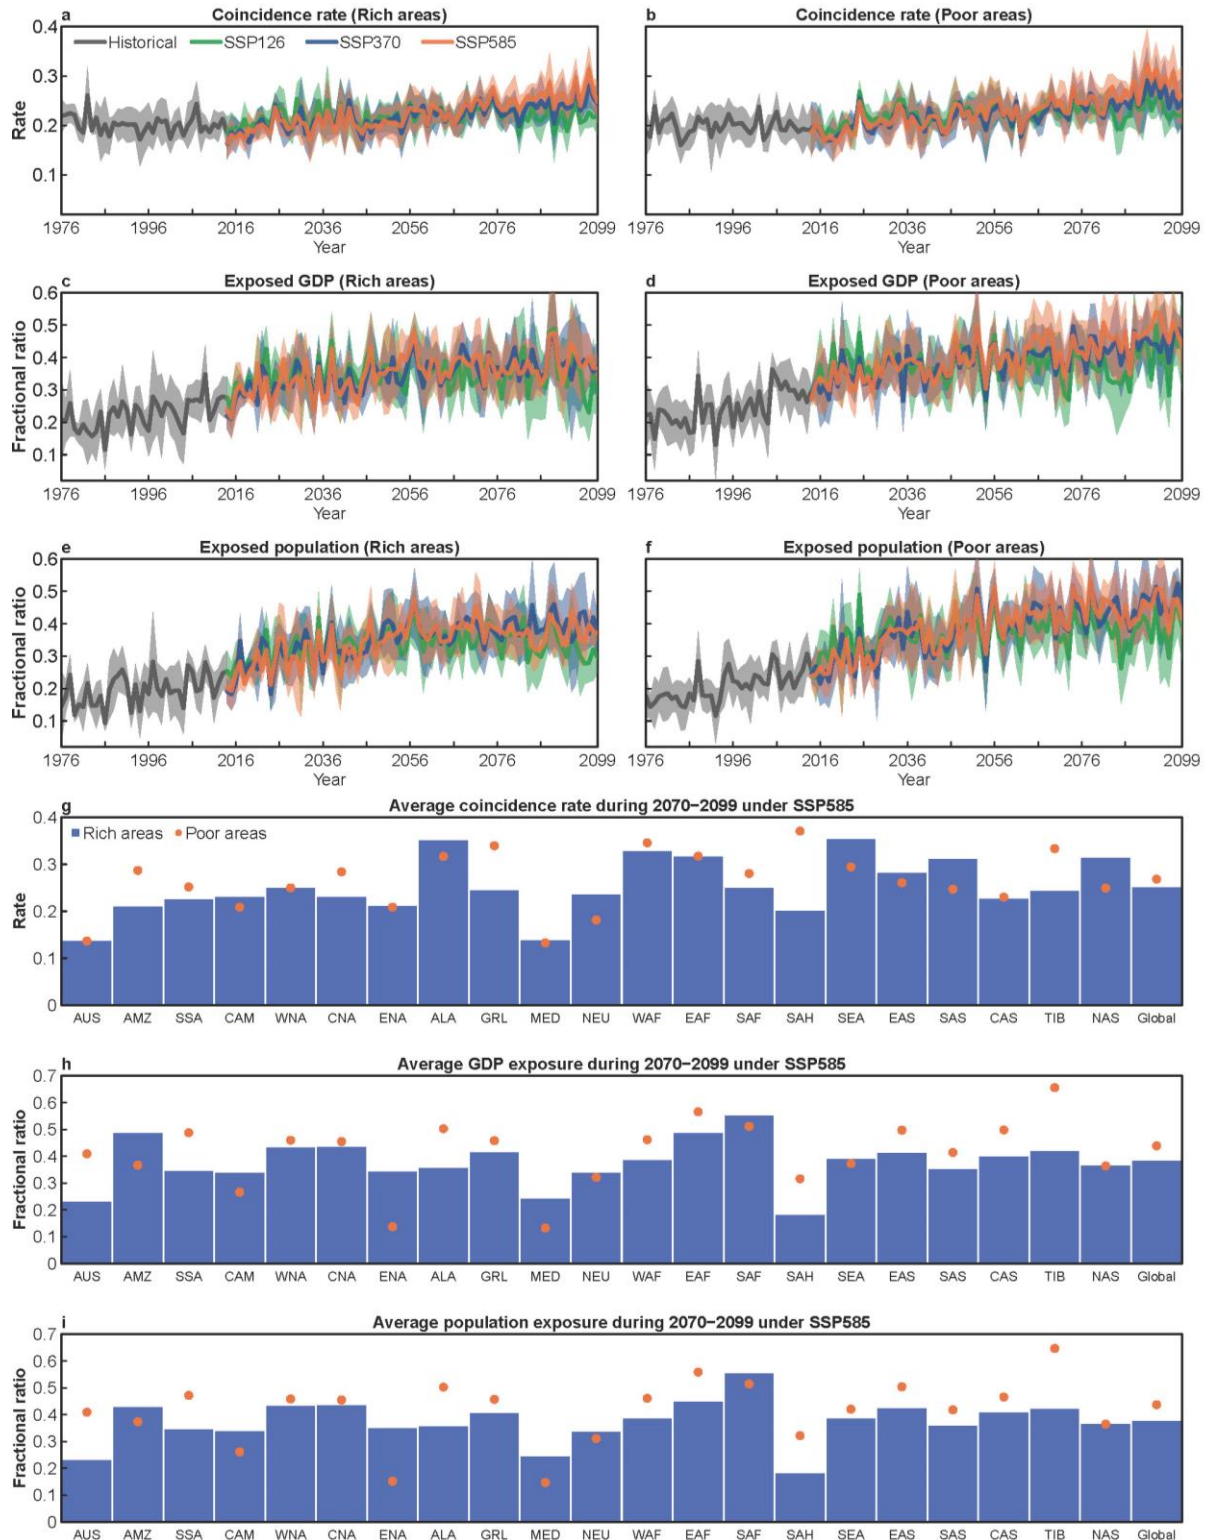 a Coincidence rate (Rich areas)
Historical SSP126 SSP370 SSP585
0.4
0.3
0.2
0.1
Rate
1976 1996 2016 2036 2056 2076 2099
Year
b Coincidence rate (Poor areas)
1976 1996 2016 2036 2056 2076 2099
Year
c Exposed GDP (Rich areas)
0.6
0.5
0.4
0.3
0.2
0.1
Fractional ratio
1976 1996 2016 2036 2056 2076 2099
Year
d Exposed GDP (Poor areas)
1976 1996 2016 2036 2056 2076 2099
Year
e Exposed population (Rich areas)
0.6
0.5
0.4
0.3
0.2
0.1
Fractional ratio
1976 1996 2016 2036 2056 2076 2099
Year
f Exposed population (Poor areas)
1976 1996 2016 2036 2056 2076 2099
Year
g Average coincidence rate during 2070−2099 under SSP585
Rich areas Poor areas
0.4
0.3
0.2
0.1
0
Rate
AUS AMZ SSA CAM WNA CNA ENA ALA GRL MED NEU WAF EAF SAF SAH SEA EAS SAS CAS TIB NAS Global
h Average GDP exposure during 2070−2099 under SSP585
0.7
0.6
0.5
0.4
0.3
0.2
0.1
0
Fractional ratio
AUS AMZ SSA CAM WNA CNA ENA ALA GRL MED NEU WAF EAF SAF SAH SEA EAS SAS CAS TIB NAS Global
i Average population exposure during 2070−2099 under SSP585
0.7
0.6
0.5
0.4
0.3
0.2
0.1
0
Fractional ratio
AUS AMZ SSA CAM WNA CNA ENA ALA GRL MED NEU WAF EAF SAF SAH SEA EAS SAS CAS TIB NAS Global